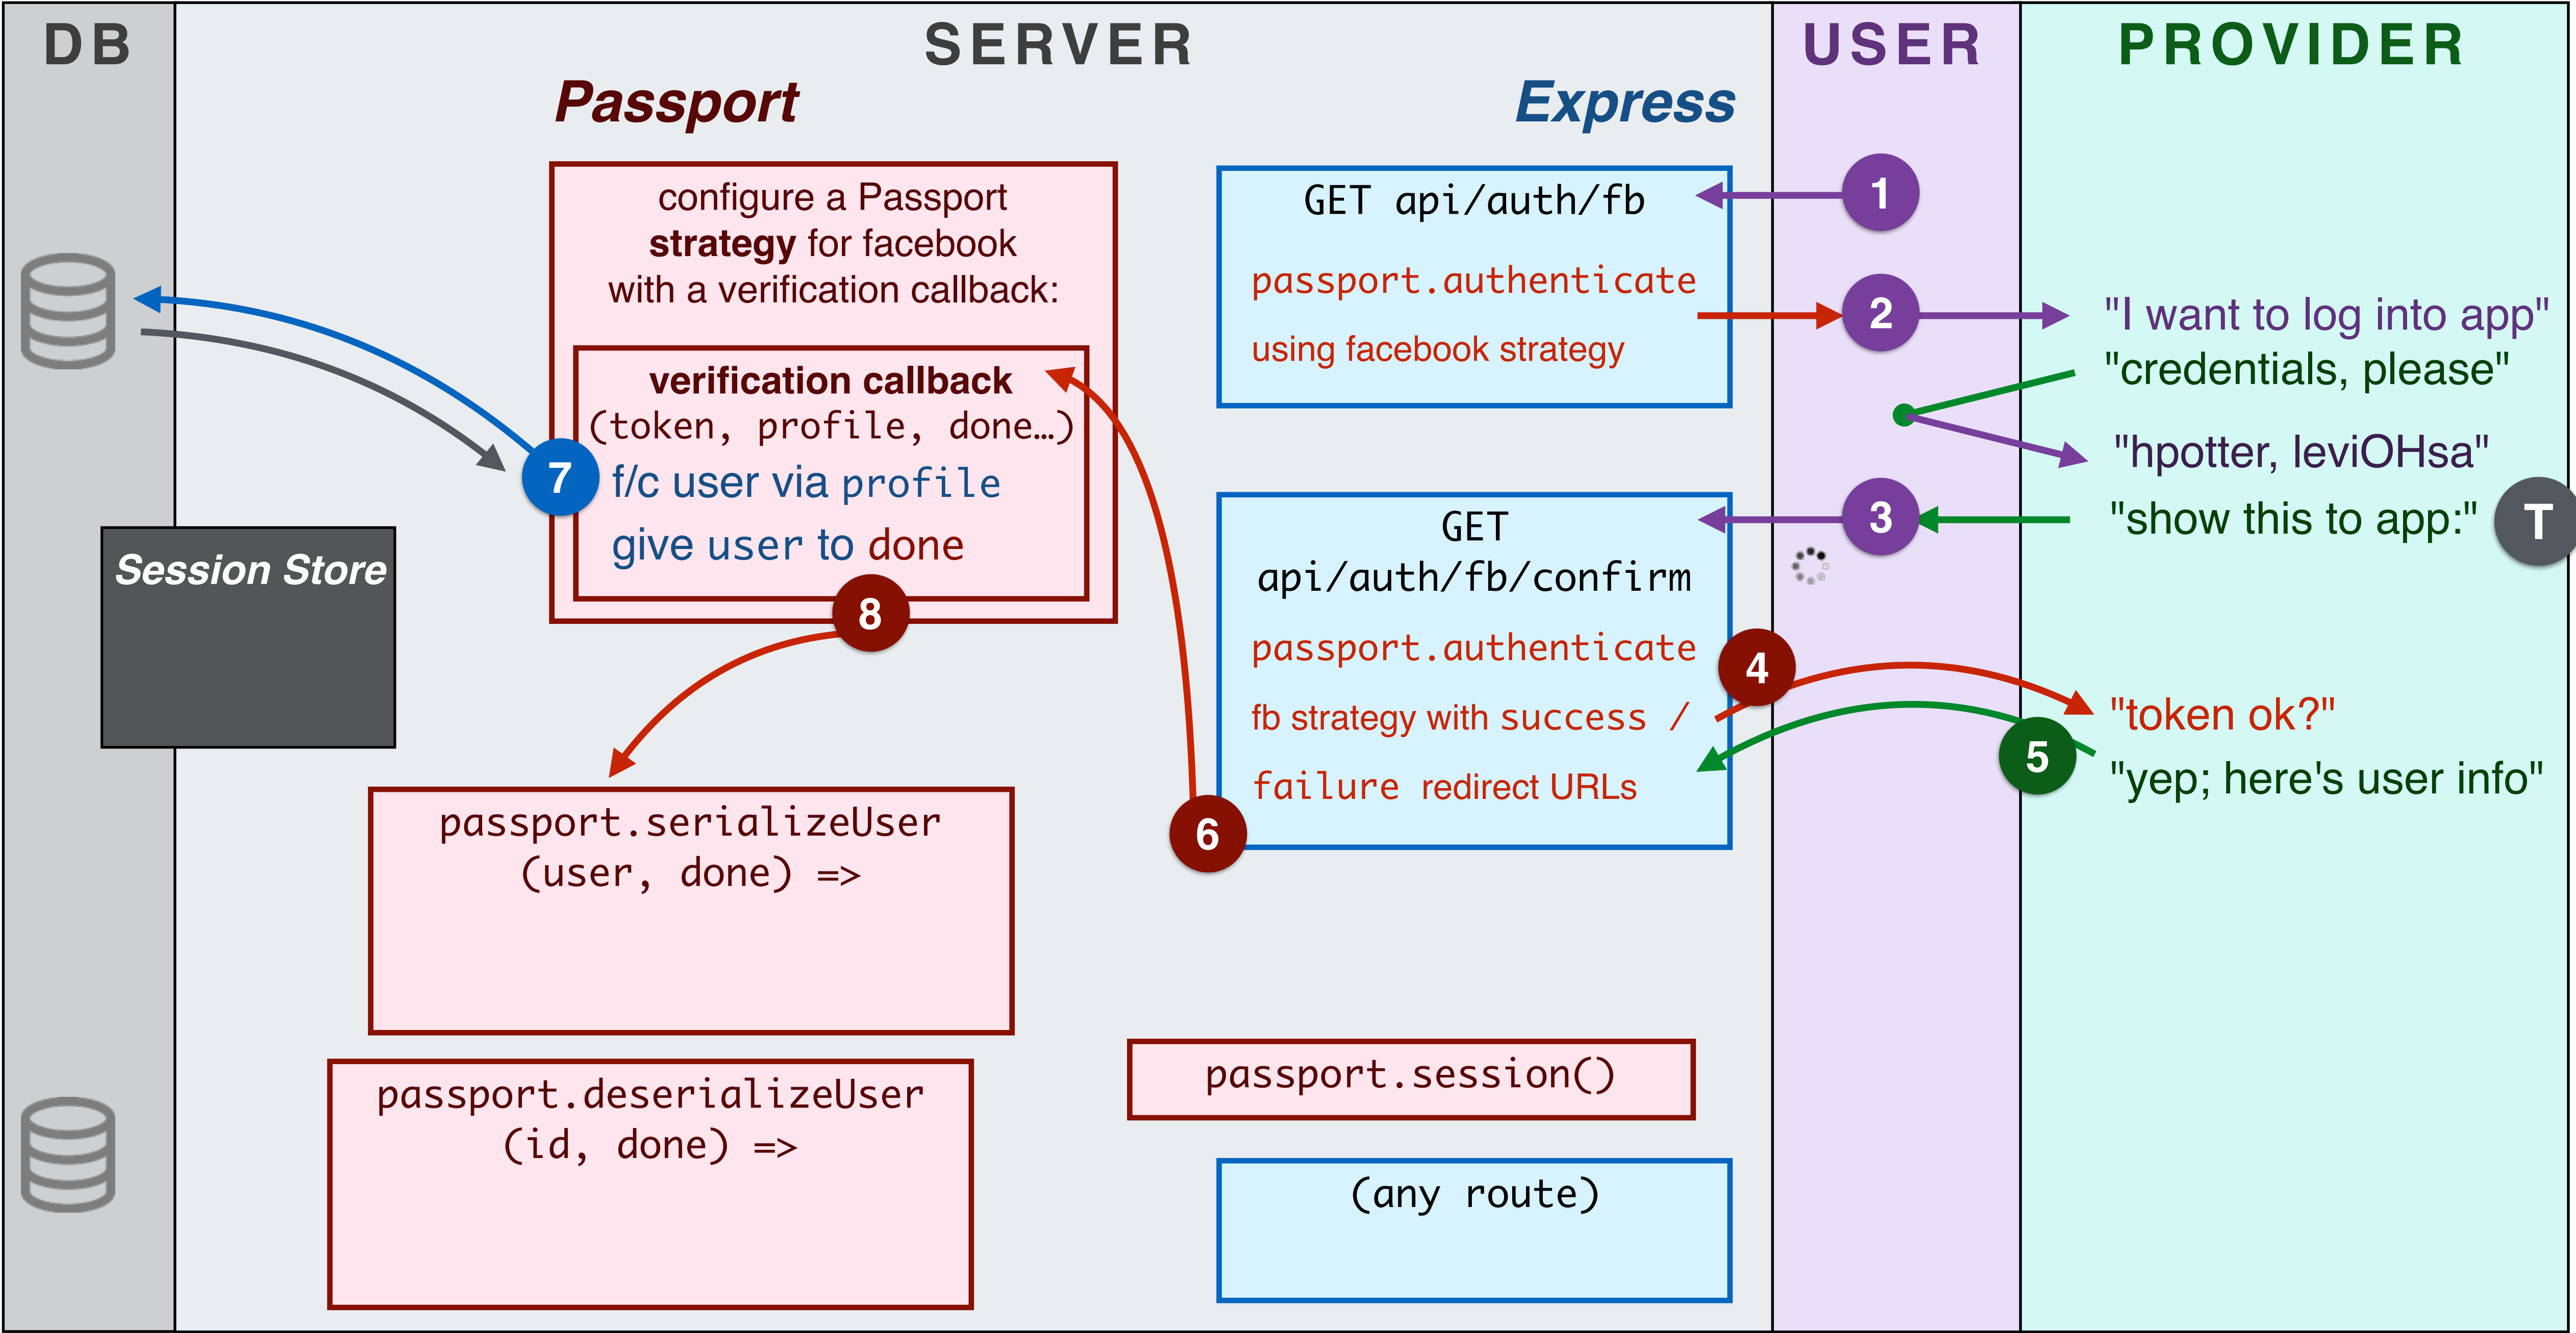 DB
SERVER
USER
PROVIDER
Passport
Express
configure a Passport
strategy for facebook
with a verification callback:
verification callback
(token, profile, done…)
7
f/c user via profile
give user to done
8
Session Store
passport.serializeUser
(user, done) =>
passport.deserializeUser
(id, done) =>
GET api/auth/fb
passport.authenticate
using facebook strategy
GET
api/auth/fb/confirm
passport.authenticate
fb strategy with success /
failure redirect URLs
6
passport.session()
(any route)
1
2
3
4
5
"I want to log into app"
"credentials, please"
"hpotter, leviOHsa"
"show this to app:"
T
"token ok?"
"yep; here's user info"